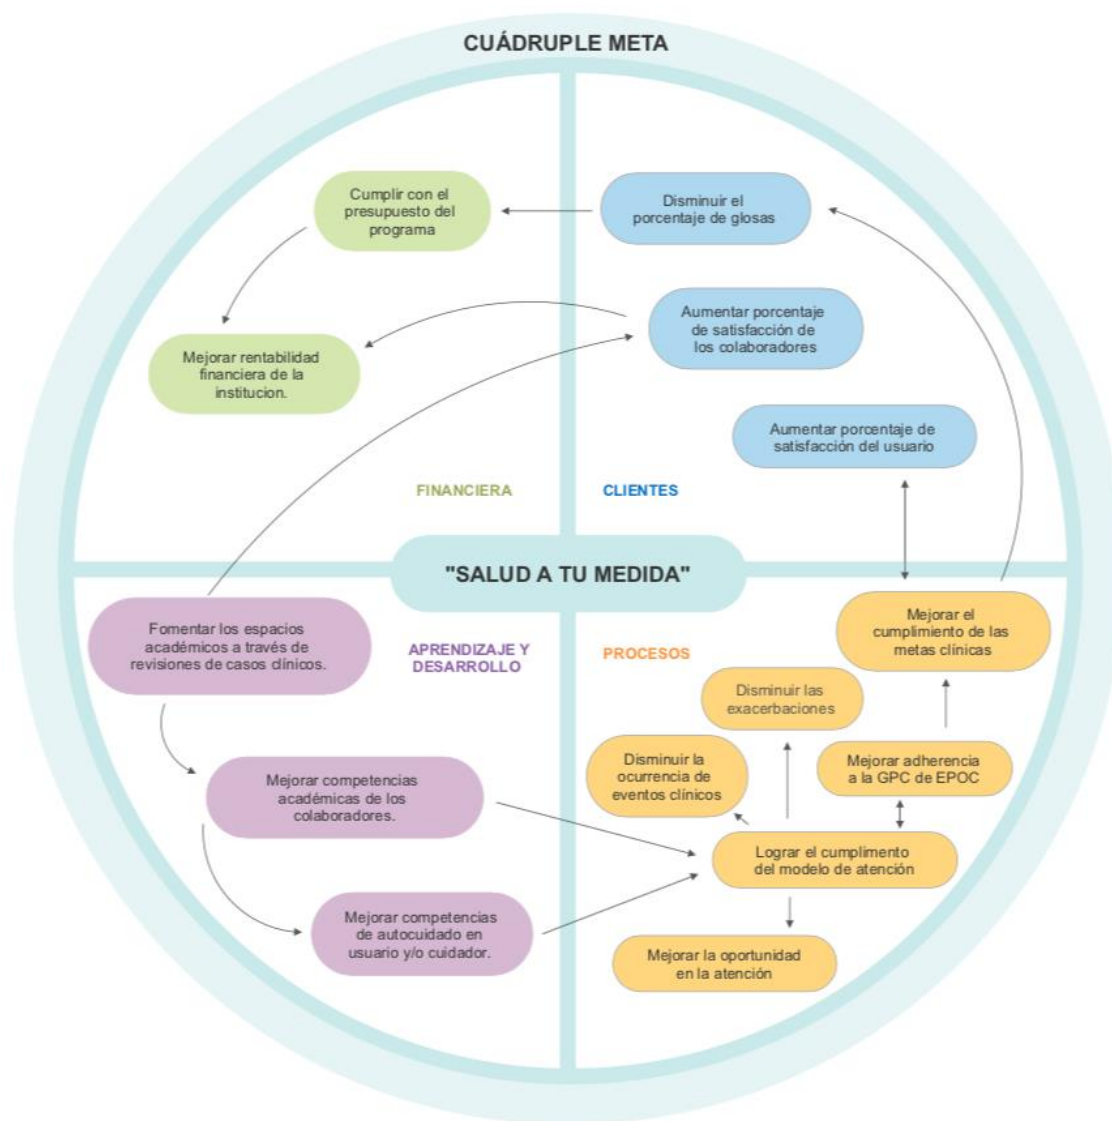 CUÁDRUPLE META
Cumplir con el
presupuesto del
programa
Mejorar rentabilidad
financiera de la
institucion.
FINANCIERA
Disminuir el
porcentaje de glosas
Aumentar porcentaje
de satisfacción de
los colaboradores
Aumentar porcentaje de
satisfacción del usuario
CLIENTES
"SALUD A TU MEDIDA"
Fomentar los espacios
académicos a través de
revisiones de casos clínicos.
APRENDIZAJE Y
DESARROLLO
Mejorar competencias
académicas de los
colaboradores.
Mejorar competencias
de autocuidado en
usuario y/o cuidador.
PROCESOS
Mejorar el
cumplimiento de las
metas clínicas
Disminuir las
exacerbaciones
Disminuir la
ocurrencia de
eventos clínicos
Mejorar adherencia
a la GPC de EPOC
Lograr el cumplimento
del modelo de atención
Mejorar la oportunidad
en la atención